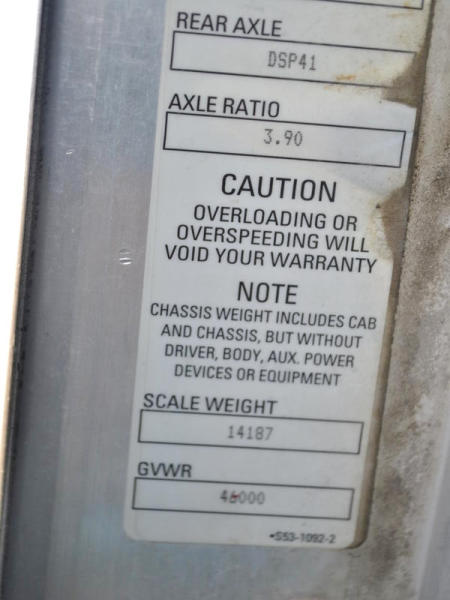 REAR AXLE
DSP41
AXLE RATIO
3.90
CAUTION
OVERLOADING OR
OVERSPEEDING WILL
VOID YOUR WARRANTY
NOTE
CHASSIS WEIGHT INCLUDES CAB
AND CHASSIS, BUT WITHOUT
DRIVER, BODY, AUX. POWER
DEVICES OR EQUIPMENT
SCALE WEIGHT
14187
GVWR
46000
•S53-1092-2